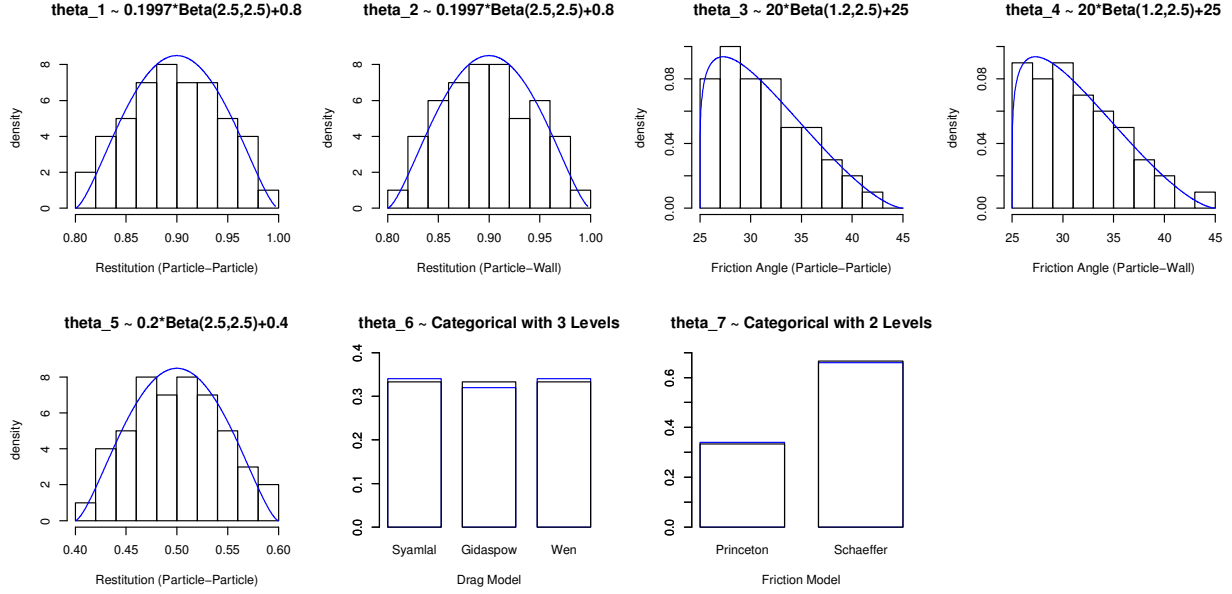 theta_1 ~ 0.1997*Beta(2.5,2.5)+0.8
density
0 2 4 6 8
0.80 0.85 0.90 0.95 1.00
Restitution (Particle−Particle)
theta_2 ~ 0.1997*Beta(2.5,2.5)+0.8
density
0 2 4 6 8
0.80 0.85 0.90 0.95 1.00
Restitution (Particle−Wall)
theta_3 ~ 20*Beta(1.2,2.5)+25
density
0.00 0.04 0.08
25 30 35 40 45
Friction Angle (Particle−Particle)
theta_4 ~ 20*Beta(1.2,2.5)+25
density
0.00 0.04 0.08
25 30 35 40 45
Friction Angle (Particle−Wall)
theta_5 ~ 0.2*Beta(2.5,2.5)+0.4
density
0 2 4 6 8
0.40 0.45 0.50 0.55 0.60
Restitution (Particle−Particle)
theta_6 ~ Categorical with 3 Levels
0.0 0.1 0.2 0.3 0.4
Syamlal Gidaspow Wen
Drag Model
theta_7 ~ Categorical with 2 Levels
0.0 0.2 0.4 0.6
Princeton Schaeffer
Friction Model